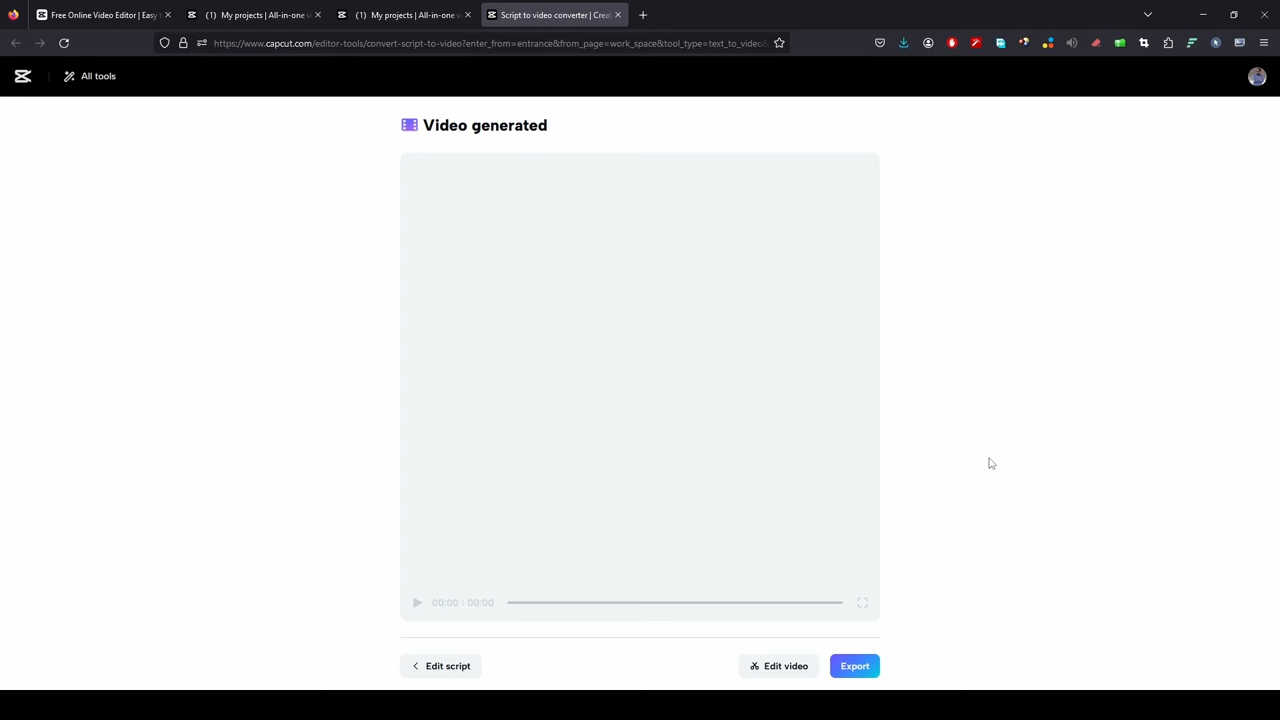 Free Online Video Editor | Easy t
(1) My projects | All-in-one vi
(1) My projects | All-in-one vi
Script to video converter | Creat
https://www.capcut.com/editor-tools/convert-script-to-video?enter_from=entrance&from_page=work_space&tool_type=text_to_video&
All tools
Video generated
00:00 | 00:00
Edit script
Edit video
Export